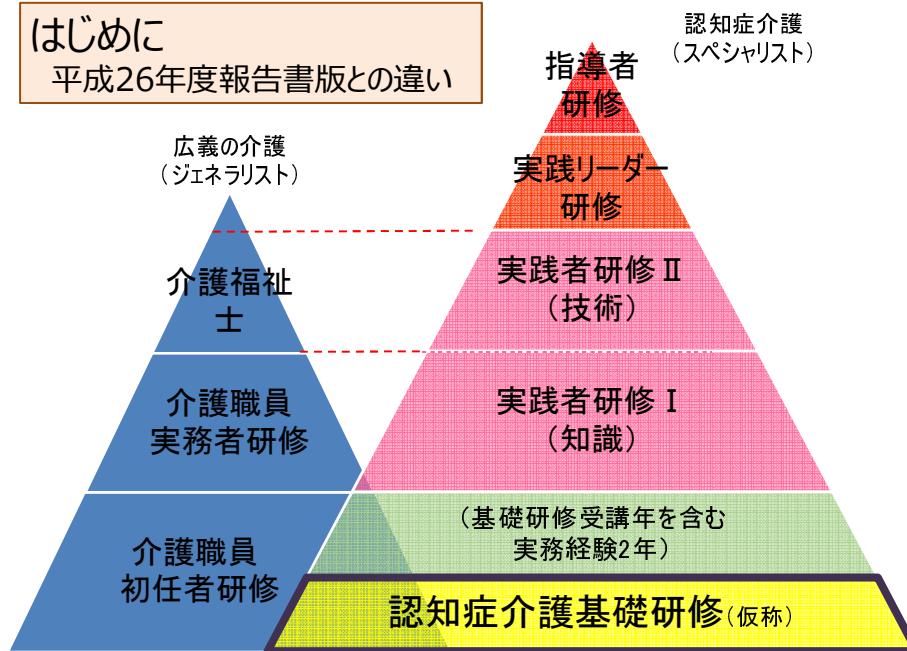 はじめに
平成26年度報告書版との違い
認知症介護
（スペシャリスト）
広義の介護
（ジェネラリスト）
指導者
研修
実践リーダー
研修
介護福祉
士
実践者研修Ⅱ
（技術）
介護職員
実務者研修
実践者研修Ⅰ
（知識）
介護職員
初任者研修
（基礎研修受講年を含む
実務経験2年）
認知症介護基礎研修(仮称)